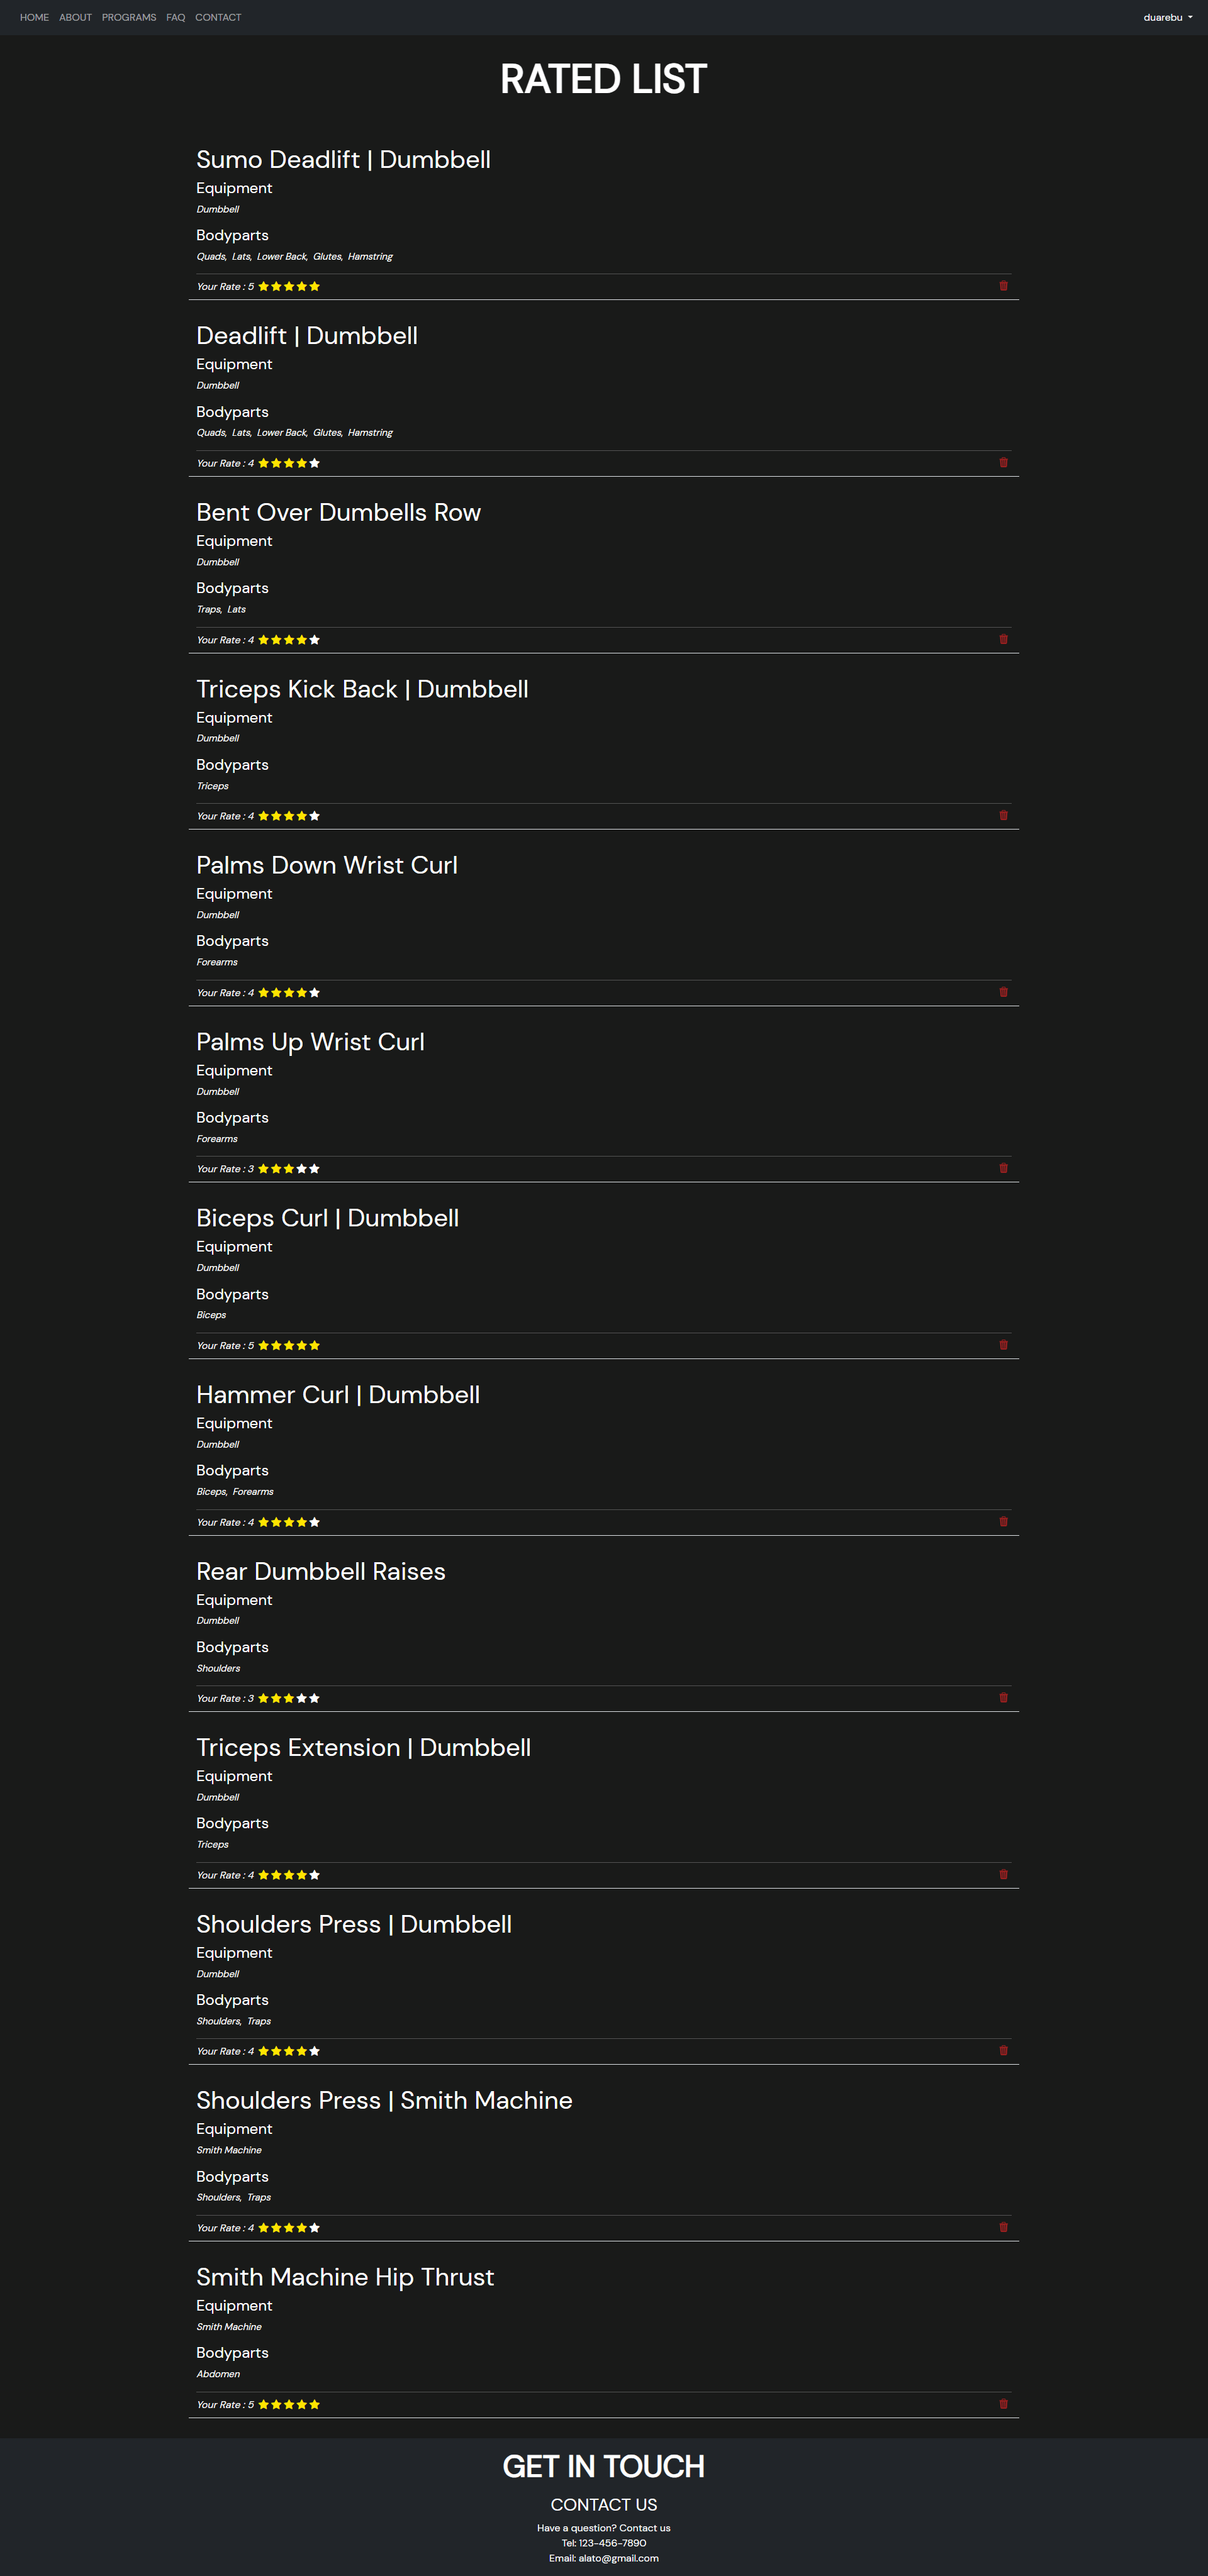 HOME ABOUT PROGRAMS FAQ CONTACT duarebu
RATED LIST
Sumo Deadlift | Dumbbell
Equipment
Dumbbell
Bodyparts
Quads, Lats, Lower Back, Glutes, Hamstring
Your Rate : 5
Deadlift | Dumbbell
Equipment
Dumbbell
Bodyparts
Quads, Lats, Lower Back, Glutes, Hamstring
Your Rate : 4
Bent Over Dumbells Row
Equipment
Dumbbell
Bodyparts
Traps, Lats
Your Rate : 4
Triceps Kick Back | Dumbbell
Equipment
Dumbbell
Bodyparts
Triceps
Your Rate : 4
Palms Down Wrist Curl
Equipment
Dumbbell
Bodyparts
Forearms
Your Rate : 4
Palms Up Wrist Curl
Equipment
Dumbbell
Bodyparts
Forearms
Your Rate : 3
Biceps Curl | Dumbbell
Equipment
Dumbbell
Bodyparts
Biceps
Your Rate : 5
Hammer Curl | Dumbbell
Equipment
Dumbbell
Bodyparts
Biceps, Forearms
Your Rate : 4
Rear Dumbbell Raises
Equipment
Dumbbell
Bodyparts
Shoulders
Your Rate : 3
Triceps Extension | Dumbbell
Equipment
Dumbbell
Bodyparts
Triceps
Your Rate : 4
Shoulders Press | Dumbbell
Equipment
Dumbbell
Bodyparts
Shoulders, Traps
Your Rate : 4
Shoulders Press | Smith Machine
Equipment
Smith Machine
Bodyparts
Shoulders, Traps
Your Rate : 4
Smith Machine Hip Thrust
Equipment
Smith Machine
Bodyparts
Abdomen
Your Rate : 5
GET IN TOUCH
CONTACT US
Have a question? Contact us
Tel: 123-456-7890
Email: alato@gmail.com